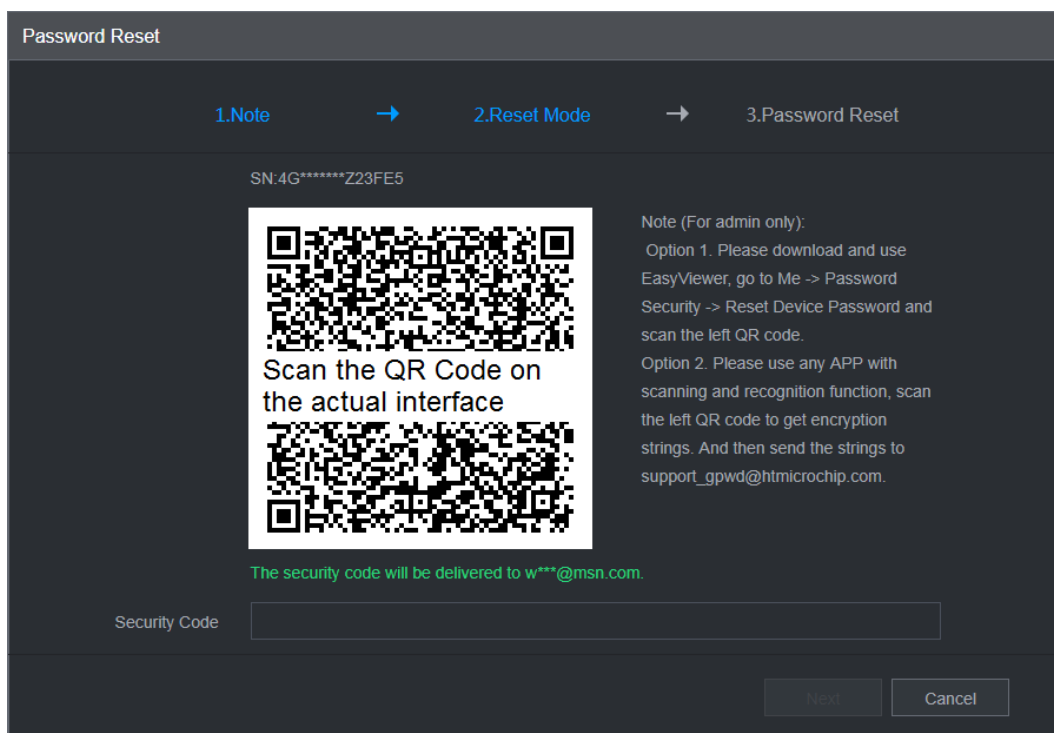 Password Reset
1.Note → 2.Reset Mode → 3.Password Reset
SN:4G*******Z23FE5
Scan the QR Code on
the actual interface
Note (For admin only):
Option 1. Please download and use
EasyViewer, go to Me -> Password
Security -> Reset Device Password and
scan the left QR code.
Option 2. Please use any APP with
scanning and recognition function, scan
the left QR code to get encryption
strings. And then send the strings to
support_gpwd@htmicrochip.com.
The security code will be delivered to w***@msn.com.
Security Code
Next Cancel